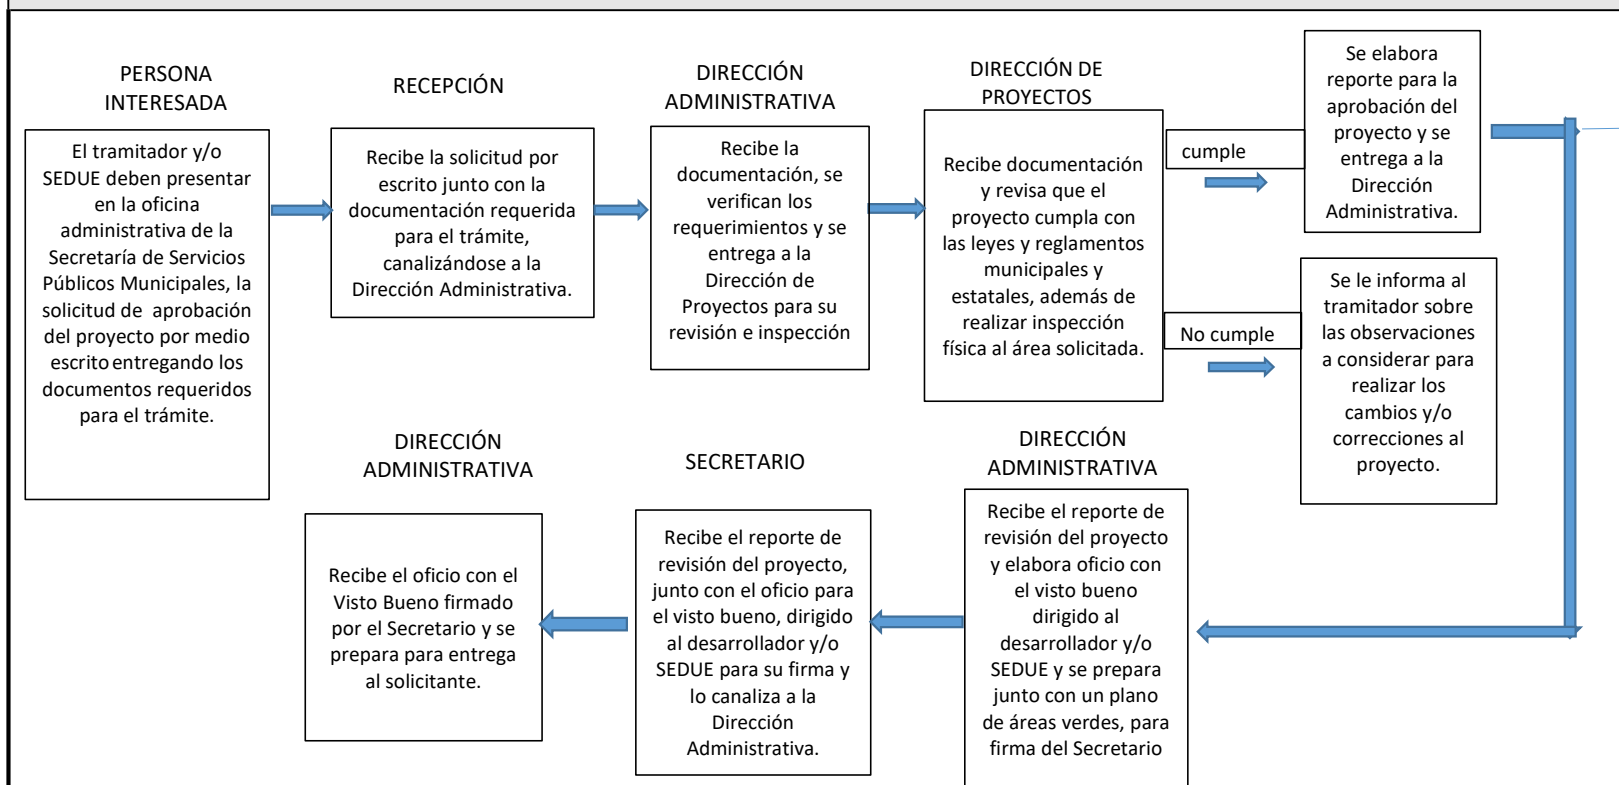 PERSONA
INTERESADA
El tramitador y/o
SEDUE deben presentar
en la oficina
administrativa de la
Secretaría de Servicios
Públicos Municipales, la
solicitud de aprobación
del proyecto por medio
escrito entregando los
documentos requeridos
para el trámite.
RECEPCIÓN
Recibe la solicitud por
escrito junto con la
documentación requerida
para el trámite,
canalizándose a la
Dirección Administrativa.
DIRECCIÓN
ADMINISTRATIVA
Recibe la
documentación, se
verifican los
requerimientos y se
entrega a la
Dirección de
Proyectos para su
revisión e inspección
DIRECCIÓN DE
PROYECTOS
Recibe documentación
y revisa que el
proyecto cumpla con
las leyes y reglamentos
municipales y
estatales, además de
realizar inspección
física al área solicitada.
cumple
Se elabora
reporte para la
aprobación del
proyecto y se
entrega a la
Dirección
Administrativa.
No cumple
Se le informa al
tramitador sobre
las observaciones
a considerar para
realizar los
cambios y/o
correcciones al
proyecto.
DIRECCIÓN
ADMINISTRATIVA
Recibe el reporte de
revisión del proyecto
y elabora oficio con
el visto bueno
dirigido al
desarrollador y/o
SEDUE y se prepara
junto con un plano
de áreas verdes, para
firma del Secretario
SECRETARIO
Recibe el reporte de
revisión del proyecto,
junto con el oficio para
el visto bueno, dirigido
al desarrollador y/o
SEDUE para su firma y
lo canaliza a la
Dirección
Administrativa.
DIRECCIÓN
ADMINISTRATIVA
Recibe el oficio con el
Visto Bueno firmado
por el Secretario y se
prepara para entrega
al solicitante.